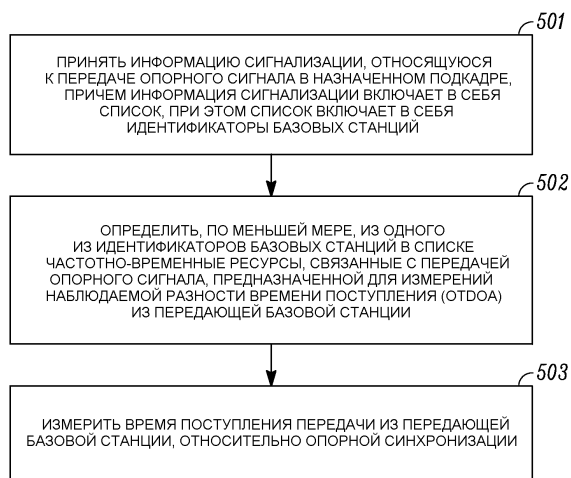 501
ПРИНЯТЬ ИНФОРМАЦИЮ СИГНАЛИЗАЦИИ, ОТНОСЯЩУЮСЯ
К ПЕРЕДАЧЕ ОПОРНОГО СИГНАЛА В НАЗНАЧЕННОМ ПОДКАДРЕ,
ПРИЧЕМ ИНФОРМАЦИЯ СИГНАЛИЗАЦИИ ВКЛЮЧАЕТ В СЕБЯ
СПИСОК, ПРИ ЭТОМ СПИСОК ВКЛЮЧАЕТ В СЕБЯ
ИДЕНТИФИКАТОРЫ БАЗОВЫХ СТАНЦИЙ
502
ОПРЕДЕЛИТЬ, ПО МЕНЬШЕЙ МЕРЕ, ИЗ ОДНОГО
ИЗ ИДЕНТИФИКАТОРОВ БАЗОВЫХ СТАНЦИЙ В СПИСКЕ
ЧАСТОТНО-ВРЕМЕННЫЕ РЕСУРСЫ, СВЯЗАННЫЕ С ПЕРЕДАЧЕЙ
ОПОРНОГО СИГНАЛА, ПРЕДНАЗНАЧЕННОЙ ДЛЯ ИЗМЕРЕНИЙ
НАБЛЮДАЕМОЙ РАЗНОСТИ ВРЕМЕНИ ПОСТУПЛЕНИЯ (OTDOA)
ИЗ ПЕРЕДАЮЩЕЙ БАЗОВОЙ СТАНЦИИ
503
ИЗМЕРИТЬ ВРЕМЯ ПОСТУПЛЕНИЯ ПЕРЕДАЧИ ИЗ ПЕРЕДАЮЩЕЙ
БАЗОВОЙ СТАНЦИИ, ОТНОСИТЕЛЬНО ОПОРНОЙ СИНХРОНИЗАЦИИ